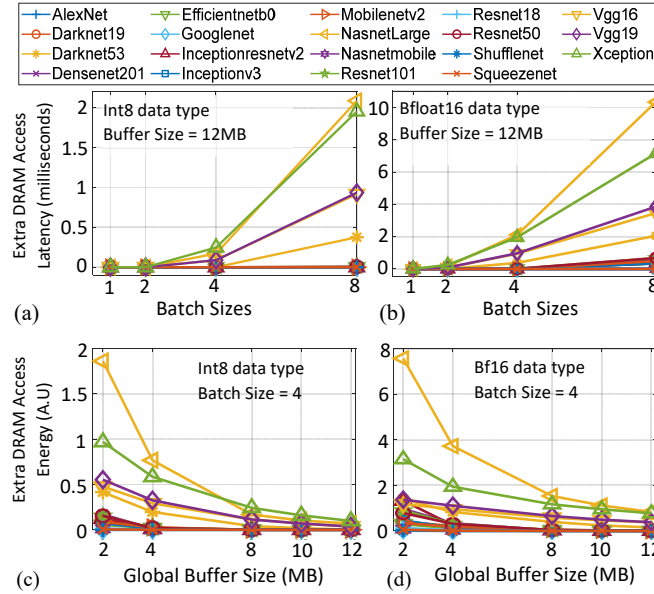 AlexNet Efficientnetb0 Mobilenetv2 Resnet18 Vgg16
Darknet19 Googlenet NasnetLarge Resnet50 Vgg19
Darknet53 Inceptionresnetv2 Nasnetmobile Shufflenet Xception
Densenet201 Inceptionv3 Resnet101 Squeezenet
Extra DRAM Access
Latency (milliseconds)
2
1.5
1
0.5
0
Int8 data type
Buffer Size = 12MB
1 2 4 8
(a) Batch Sizes
10
8
6
4
2
0
Bfloat16 data type
Buffer Size = 12MB
1 2 4 8
(b) Batch Sizes
Extra DRAM Access
Energy (A.U)
2
1.5
1
0.5
0
Int8 data type
Batch Size = 4
2 4 8 10 12
(c) Global Buffer Size (MB)
8
6
4
2
0
Bf16 data type
Batch Size = 4
2 4 8 10 12
(d) Global Buffer Size (MB)